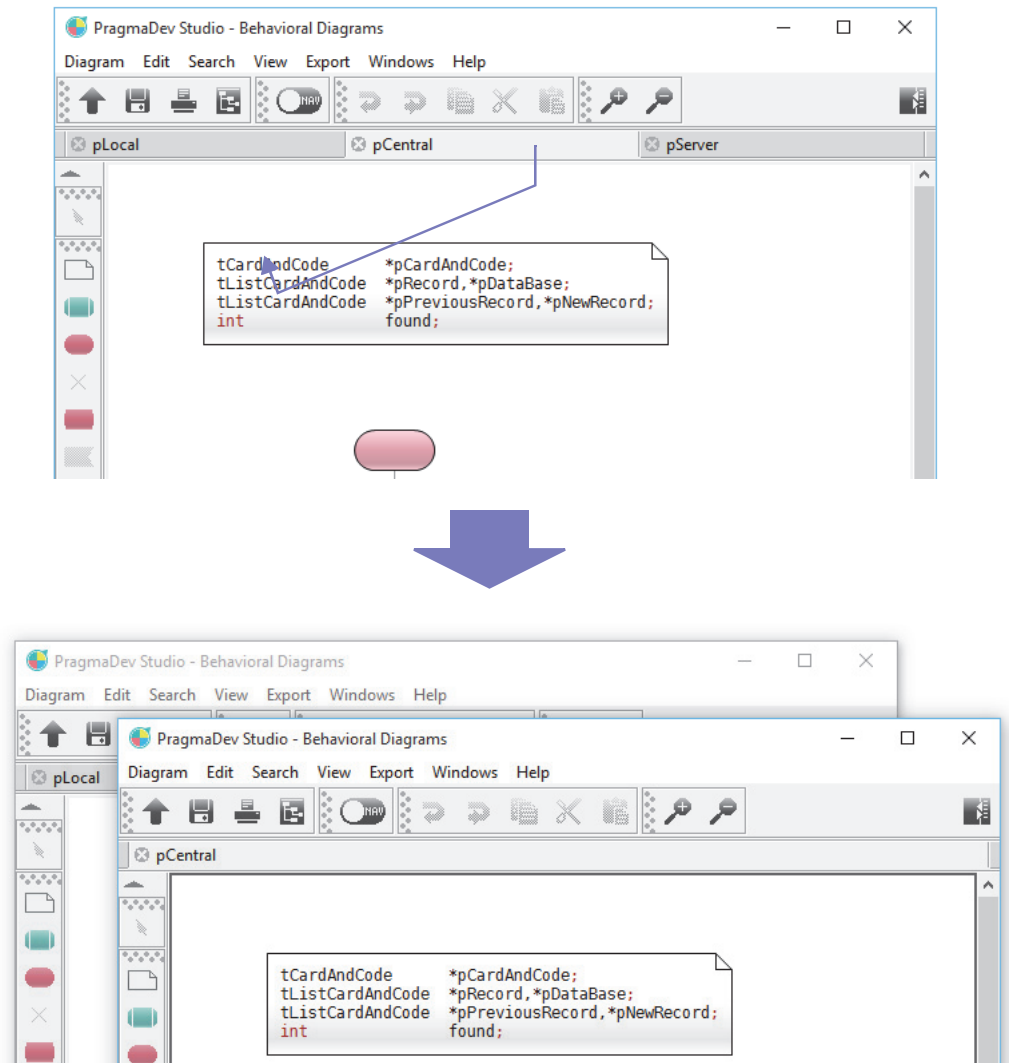 PragmaDev Studio - Behavioral Diagrams
Diagram Edit Search View Export Windows Help
NAV
pLocal pCentral pServer
tCardAndCode *pCardAndCode;
tListCardAndCode *pRecord,*pDataBase;
tListCardAndCode *pPreviousRecord,*pNewRecord;
int found;
PragmaDev Studio - Behavioral Diagrams
Diagram Edit Search View Export Windows Help
pLocal
PragmaDev Studio - Behavioral Diagrams
Diagram Edit Search View Export Windows Help
NAV
pCentral
tCardAndCode *pCardAndCode;
tListCardAndCode *pRecord,*pDataBase;
tListCardAndCode *pPreviousRecord,*pNewRecord;
int found;